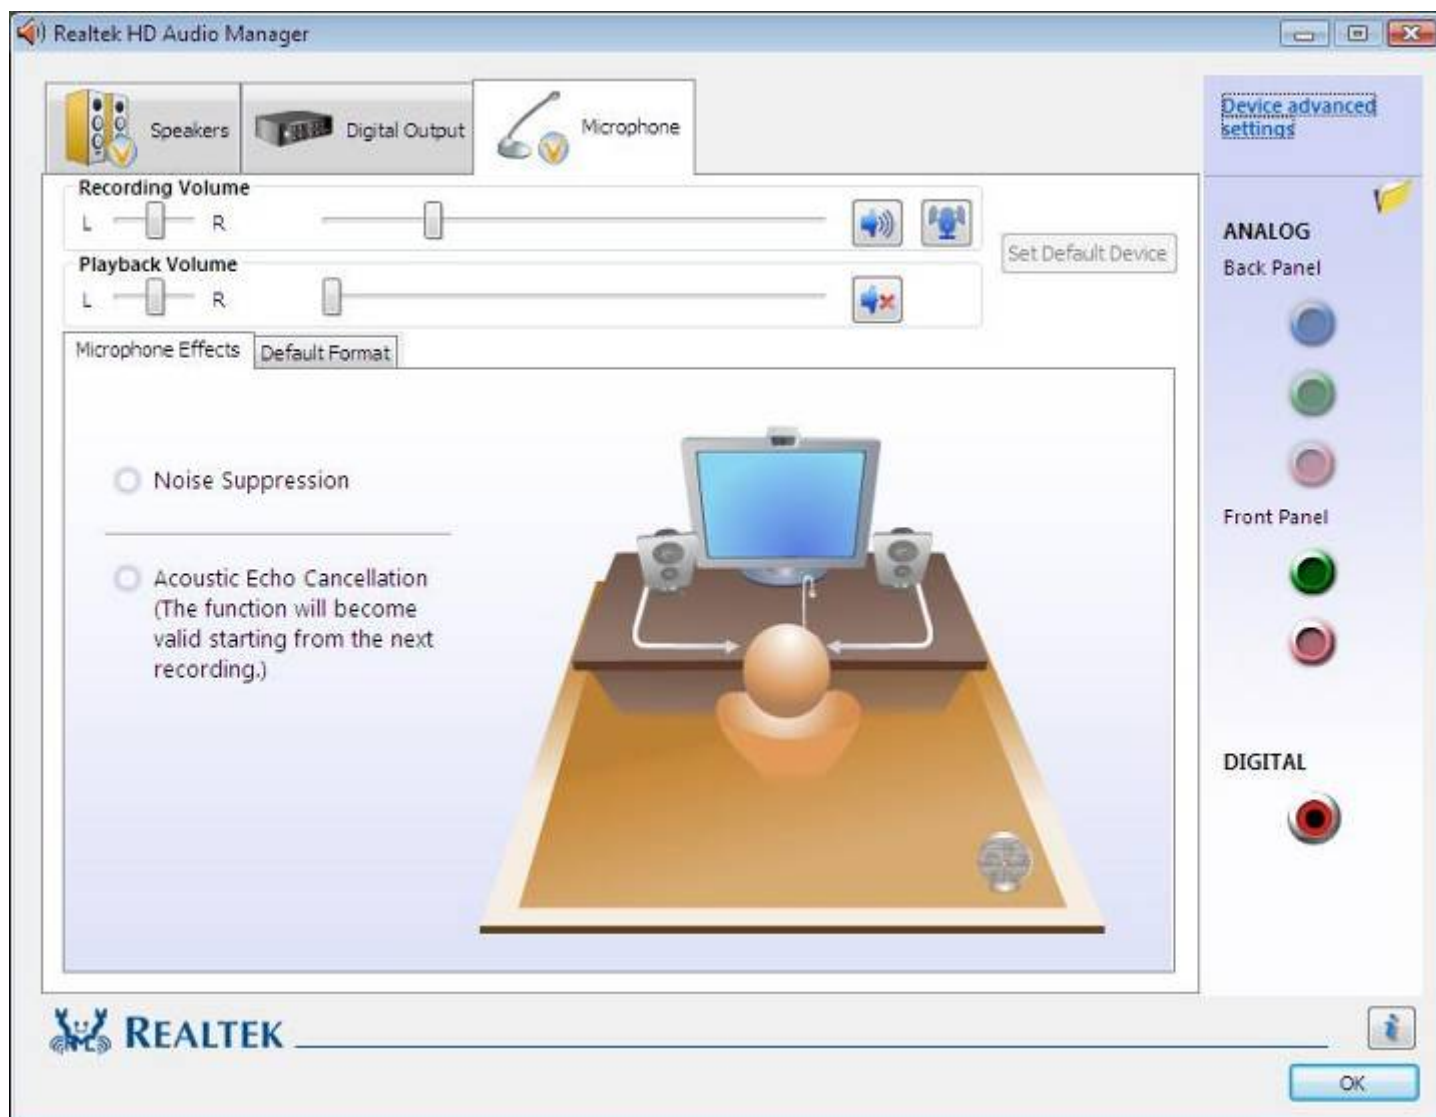 Realtek HD Audio Manager
Speakers
Digital Output
Microphone
Device advanced
settings
Recording Volume
L R
Set Default Device
Playback Volume
L R
Microphone Effects
Default Format
Noise Suppression
Acoustic Echo Cancellation
(The function will become
valid starting from the next
recording.)
ANALOG
Back Panel
Front Panel
DIGITAL
REALTEK
i
OK